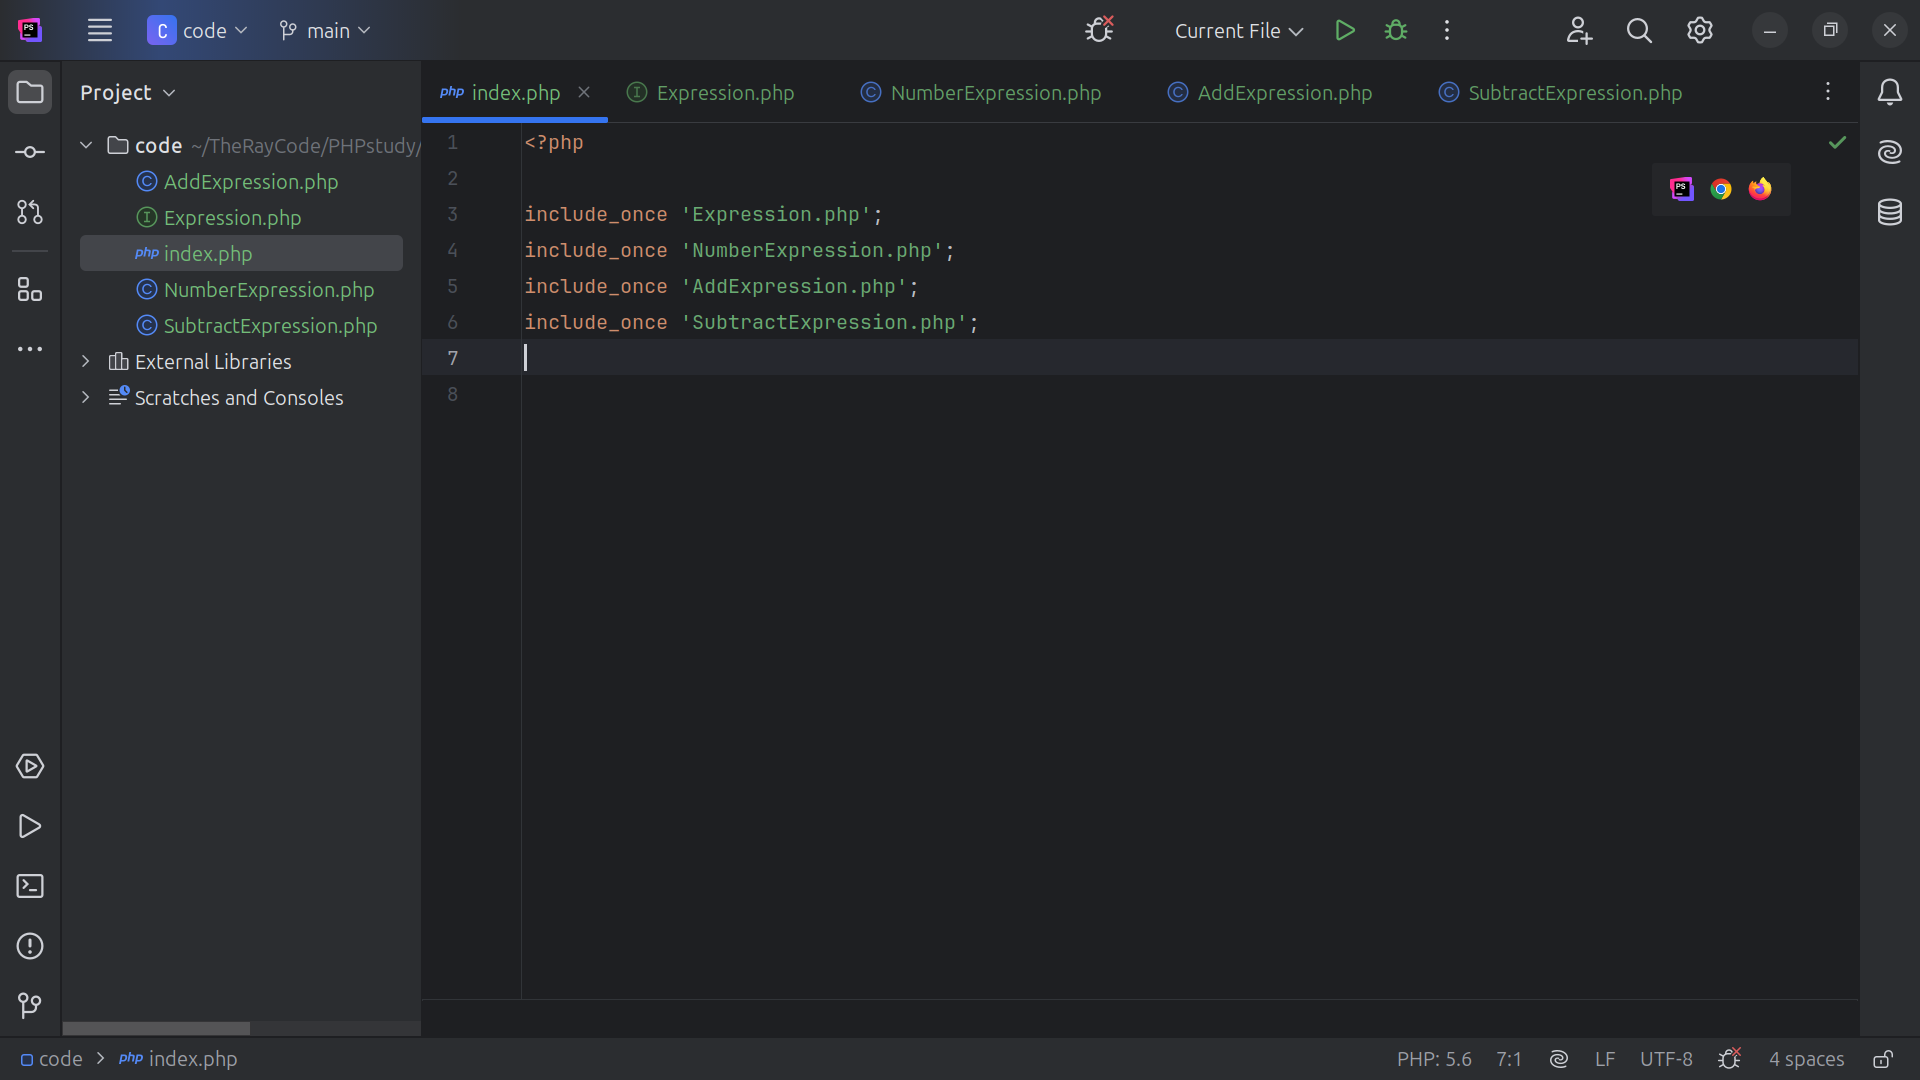 PS
C code main
Current File
Project
php index.php
Expression.php
NumberExpression.php
AddExpression.php
SubtractExpression.php
code ~/TheRayCode/PHPstudy/
AddExpression.php
Expression.php
php index.php
NumberExpression.php
SubtractExpression.php
External Libraries
Scratches and Consoles
1 <?php
2
3 include_once 'Expression.php';
4 include_once 'NumberExpression.php';
5 include_once 'AddExpression.php';
6 include_once 'SubtractExpression.php';
7
8
PS
code > php index.php
PHP: 5.6 7:1 LF UTF-8 4 spaces